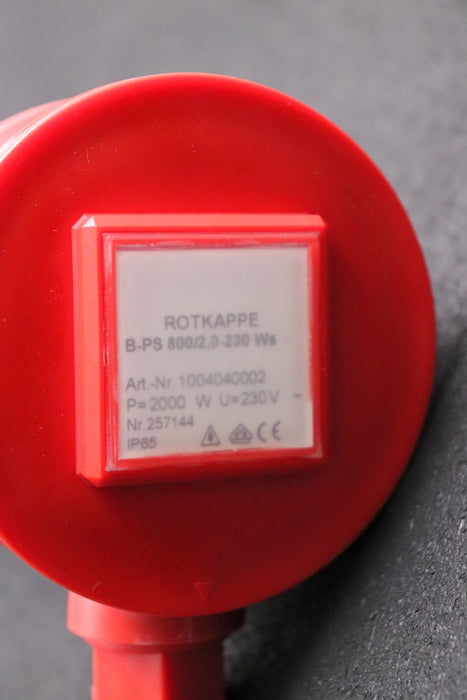 ROTKAPPE
B-PS 800/2,0-230 Ws
Art.-Nr. 1004040002
P= 2000 W U=230V
Nr. 257144
IP65 CE